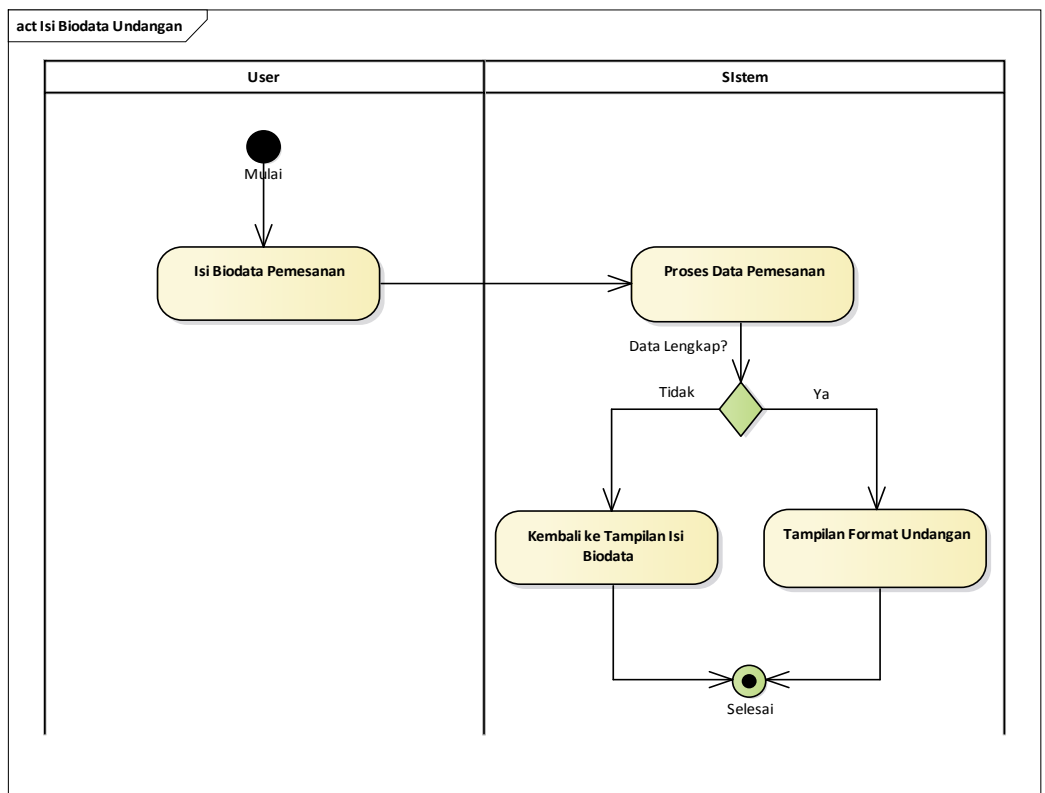 act Isi Biodata Undangan
User
SIstem
Mulai
Isi Biodata Pemesanan
Proses Data Pemesanan
Data Lengkap?
Tidak
Ya
Kembali ke Tampilan Isi
Biodata
Tampilan Format Undangan
Selesai